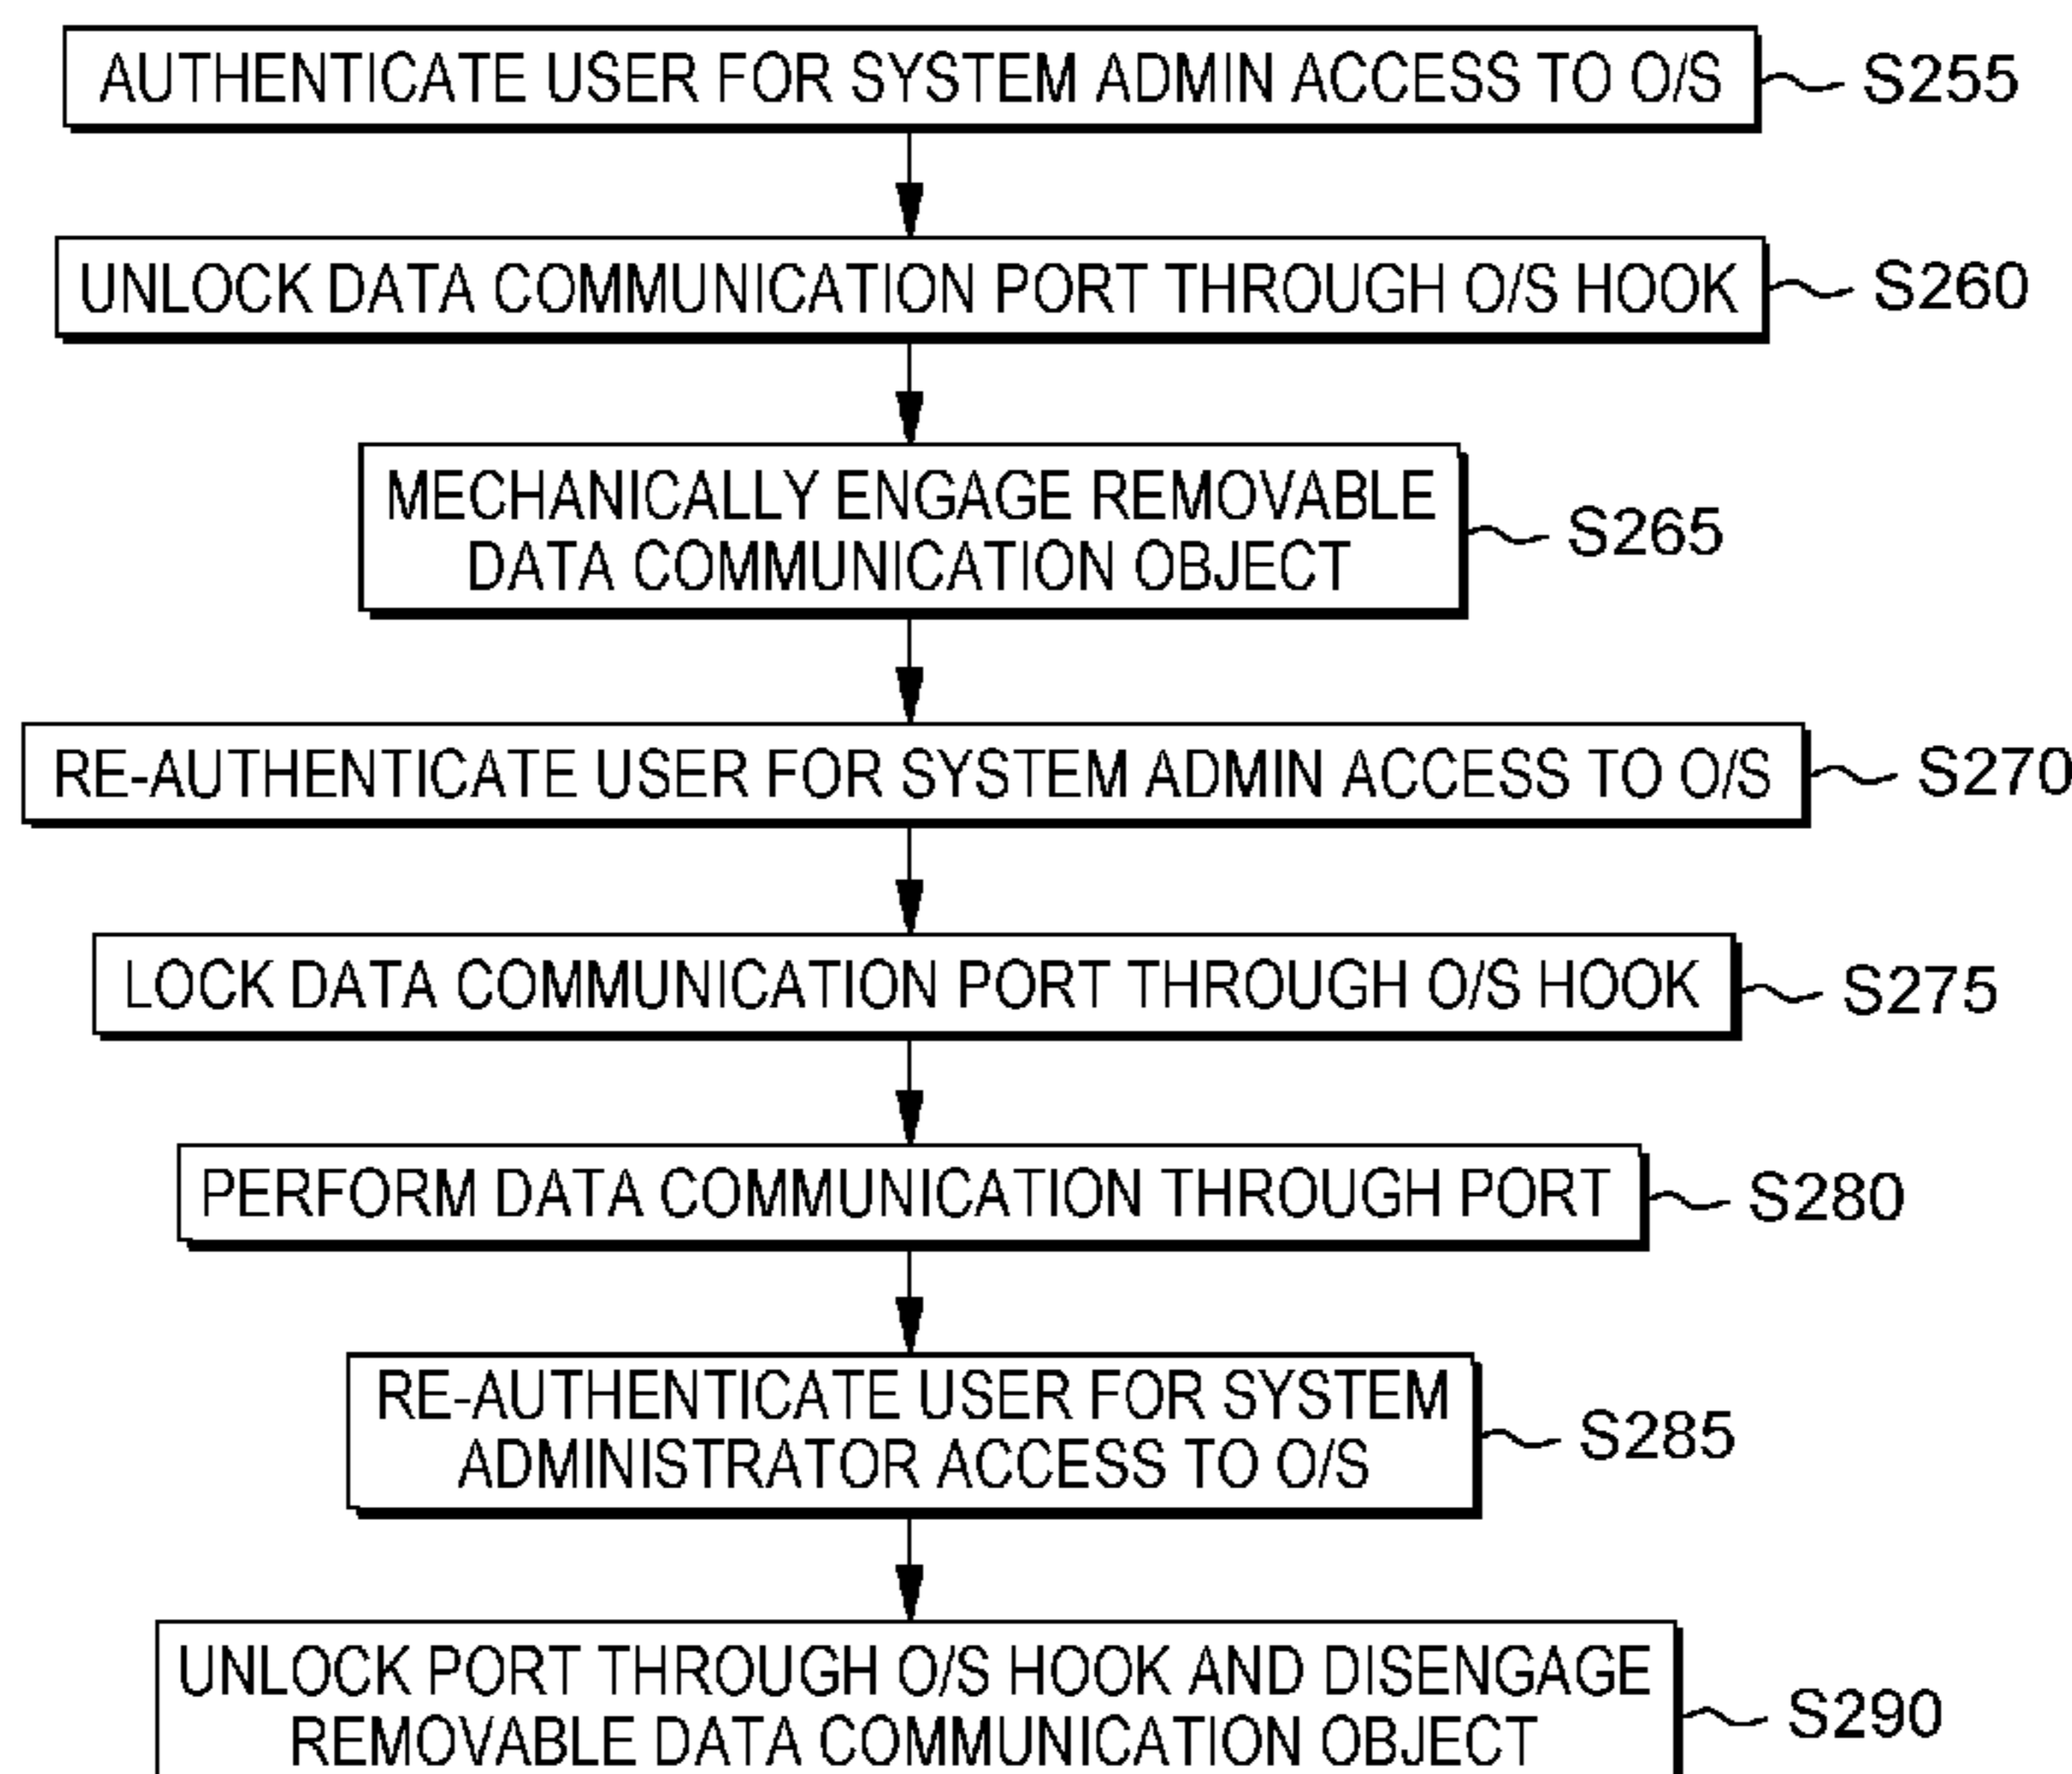 AUTHENTICATE USER FOR SYSTEM ADMIN ACCESS TO O/S
S255
UNLOCK DATA COMMUNICATION PORT THROUGH O/S HOOK
S260
MECHANICALLY ENGAGE REMOVABLE
DATA COMMUNICATION OBJECT
S265
RE-AUTHENTICATE USER FOR SYSTEM ADMIN ACCESS TO O/S
S270
LOCK DATA COMMUNICATION PORT THROUGH O/S HOOK
S275
PERFORM DATA COMMUNICATION THROUGH PORT
S280
RE-AUTHENTICATE USER FOR SYSTEM
ADMINISTRATOR ACCESS TO O/S
S285
UNLOCK PORT THROUGH O/S HOOK AND DISENGAGE
REMOVABLE DATA COMMUNICATION OBJECT
S290